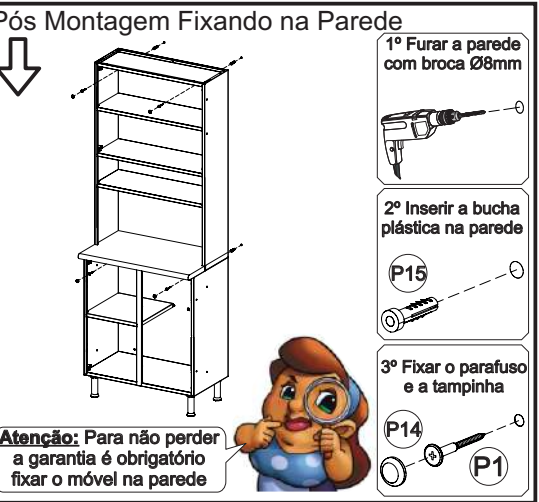 Pós Montagem Fixando na Parede
1º Furar a parede
com broca Ø8mm
2º Inserir a bucha
plástica na parede
P15
3º Fixar o parafuso
e a tampinha
P14
P1
Atenção: Para não perder
a garantia é obrigatório
fixar o móvel na parede